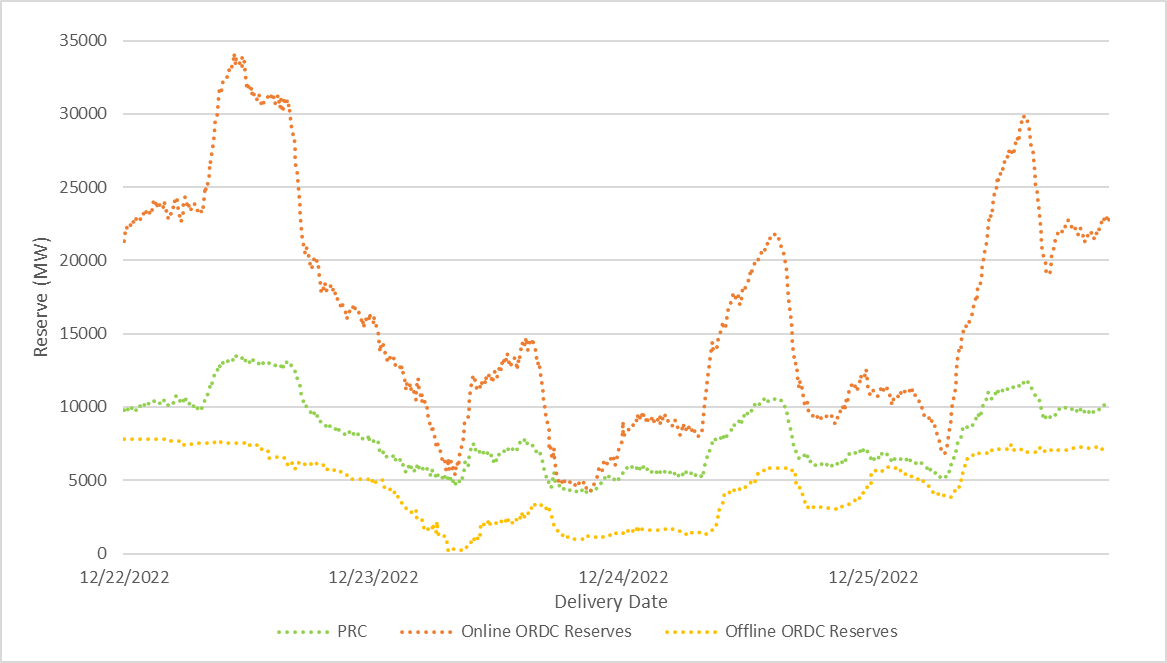 35000
30000
25000
20000
15000
10000
5000
0
Reserve (MW)
12/22/2022 12/23/2022 12/24/2022 12/25/2022
Delivery Date
PRC Online ORDC Reserves Offline ORDC Reserves